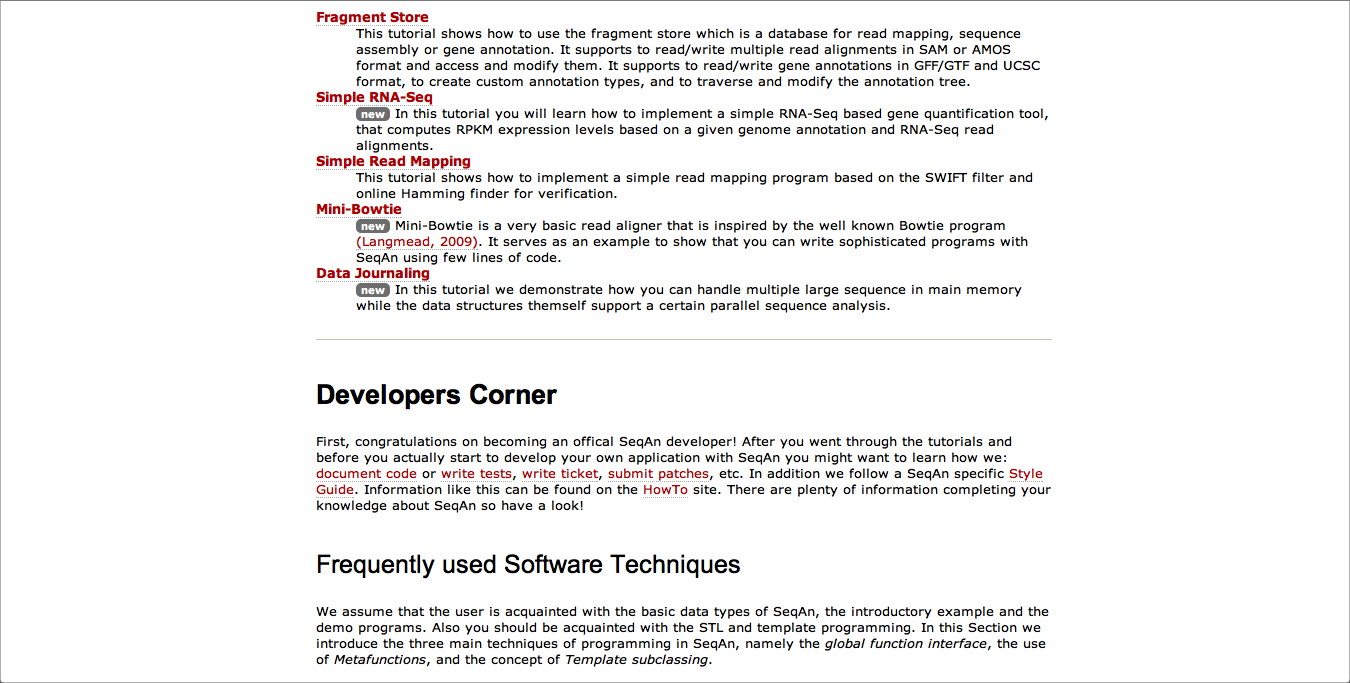 Fragment Store
This tutorial shows how to use the fragment store which is a database for read mapping, sequence
assembly or gene annotation. It supports to read/write multiple read alignments in SAM or AMOS
format and access and modify them. It supports to read/write gene annotations in GFF/GTF and UCSC
format, to create custom annotation types, and to traverse and modify the annotation tree.
Simple RNA-Seq
new In this tutorial you will learn how to implement a simple RNA-Seq based gene quantification tool,
that computes RPKM expression levels based on a given genome annotation and RNA-Seq read
alignments.
Simple Read Mapping
This tutorial shows how to implement a simple read mapping program based on the SWIFT filter and
online Hamming finder for verification.
Mini-Bowtie
new Mini-Bowtie is a very basic read aligner that is inspired by the well known Bowtie program
(Langmead, 2009). It serves as an example to show that you can write sophisticated programs with
SeqAn using few lines of code.
Data Journaling
new In this tutorial we demonstrate how you can handle multiple large sequence in main memory
while the data structures themself support a certain parallel sequence analysis.
Developers Corner
First, congratulations on becoming an offical SeqAn developer! After you went through the tutorials and
before you actually start to develop your own application with SeqAn you might want to learn how we:
document code or write tests, write ticket, submit patches, etc. In addition we follow a SeqAn specific Style
Guide. Information like this can be found on the HowTo site. There are plenty of information completing your
knowledge about SeqAn so have a look!
Frequently used Software Techniques
We assume that the user is acquainted with the basic data types of SeqAn, the introductory example and the
demo programs. Also you should be acquainted with the STL and template programming. In this Section we
introduce the three main techniques of programming in SeqAn, namely the global function interface, the use
of Metafunctions, and the concept of Template subclassing.